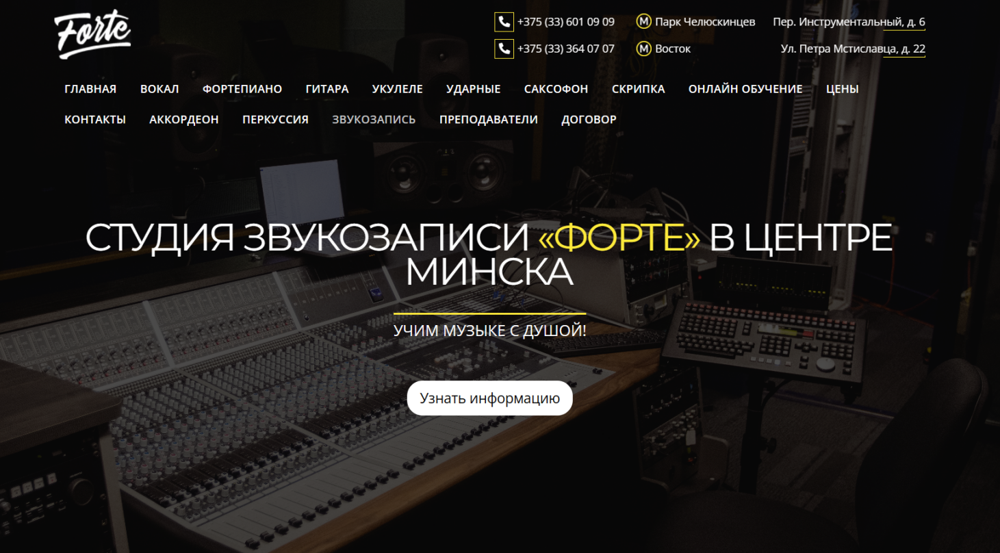 Forte
+375 (33) 601 09 09 М Парк Челюскинцев Пер. Инструментальный, д. 6
+375 (33) 364 07 07 М Восток Ул. Петра Мстиславца, д. 22
ГЛАВНАЯ ВОКАЛ ФОРТЕПИАНО ГИТАРА УКУЛЕЛЕ УДАРНЫЕ САКСОФОН СКРИПКА ОНЛАЙН ОБУЧЕНИЕ ЦЕНЫ
КОНТАКТЫ АККОРДЕОН ПЕРКУССИЯ ЗВУКОЗАПИСЬ ПРЕПОДАВАТЕЛИ ДОГОВОР
СТУДИЯ ЗВУКОЗАПИСИ «ФОРТЕ» В ЦЕНТРЕ
МИНСКА
УЧИМ МУЗЫКЕ С ДУШОЙ!
Узнать информацию